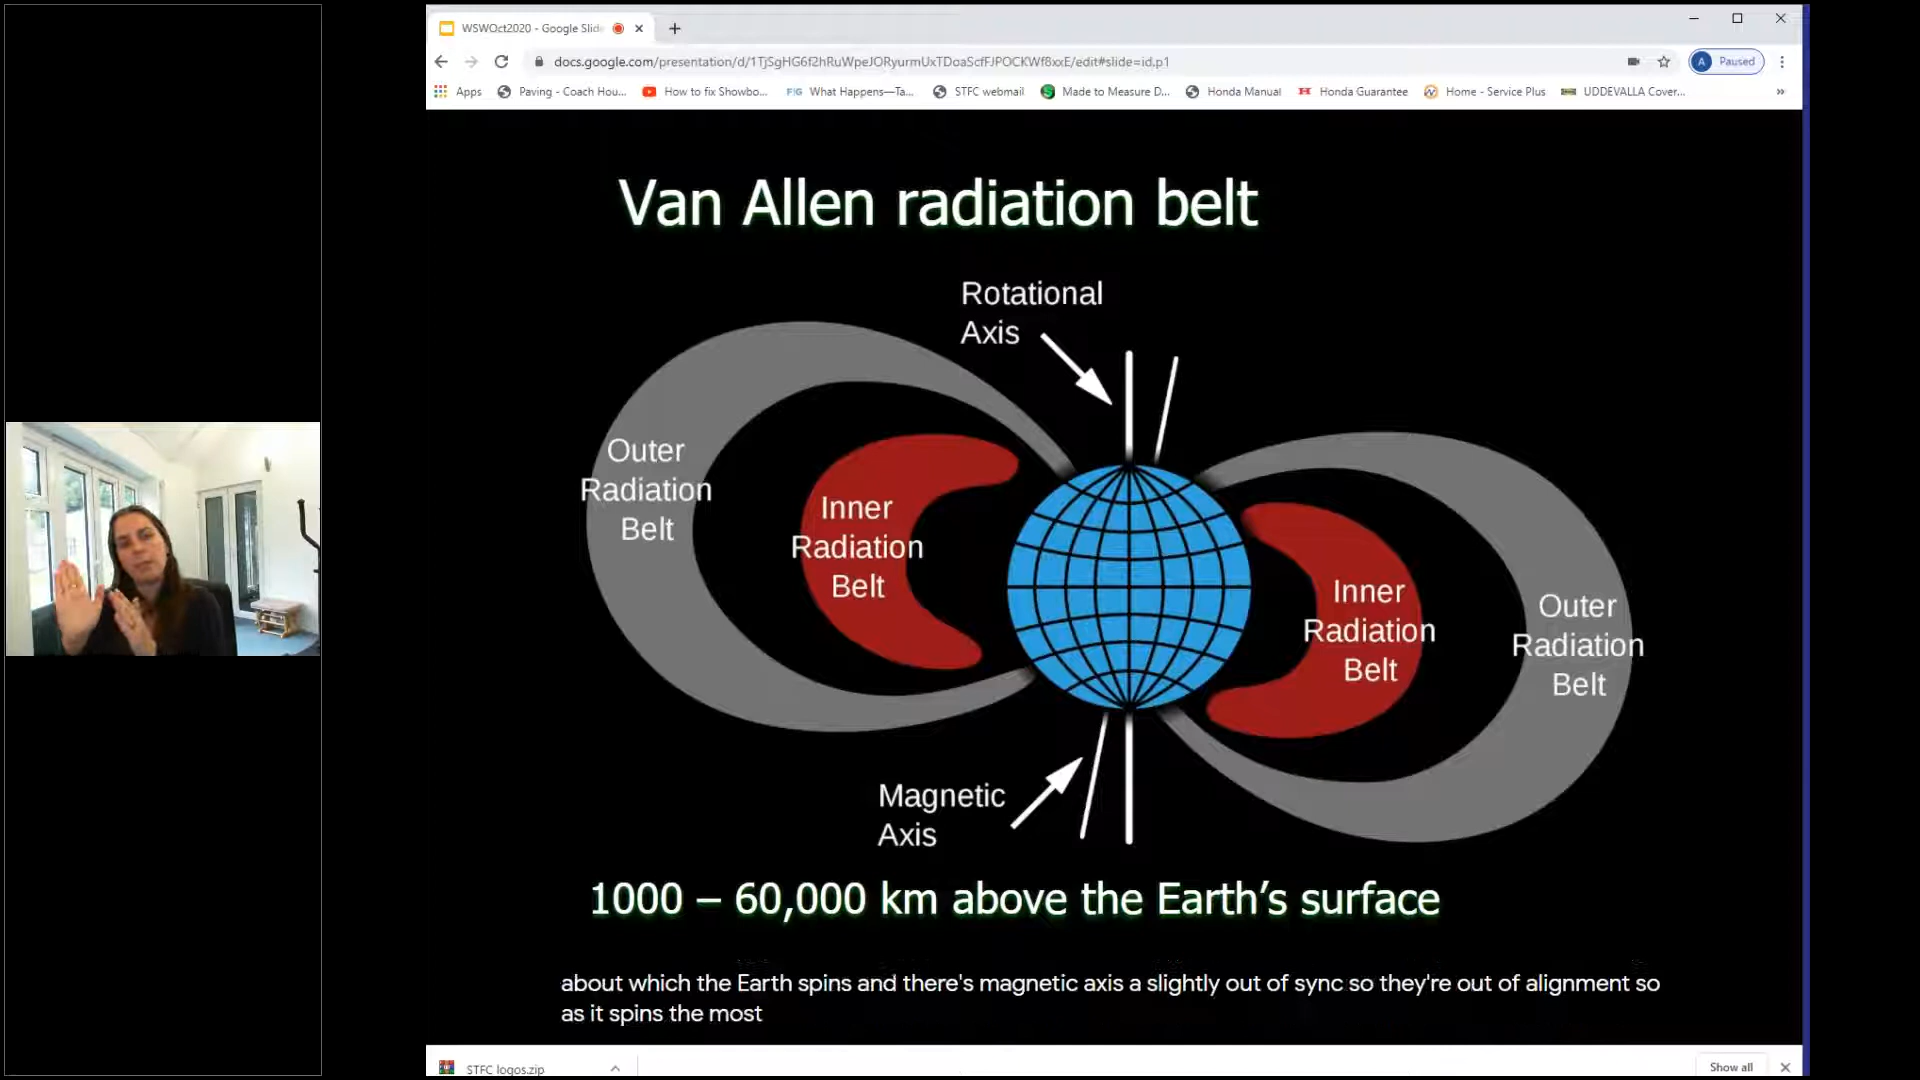 WSWOct2020 - Google Slid
docs.google.com/presentation/d/1TjSgHG6f2hRuWpeJORyurmUxTDoaScfFJPOCKWf8xxE/edit#slide=id.p1
A Paused
Apps Paving - Coach Hou... How to fix Showbo... F|G What Happens—Ta... STFC webmail Made to Measure D... Honda Manual Honda Guarantee Home - Service Plus UDDEVALLA Cover... »
Van Allen radiation belt
Rotational
Axis
Outer
Radiation
Belt
Inner
Radiation
Belt
Inner
Radiation
Belt
Outer
Radiation
Belt
Magnetic
Axis
1000 – 60,000 km above the Earth’s surface
about which the Earth spins and there's magnetic axis a slightly out of sync so they're out of alignment so
as it spins the most
STFC logos.zip
Show all